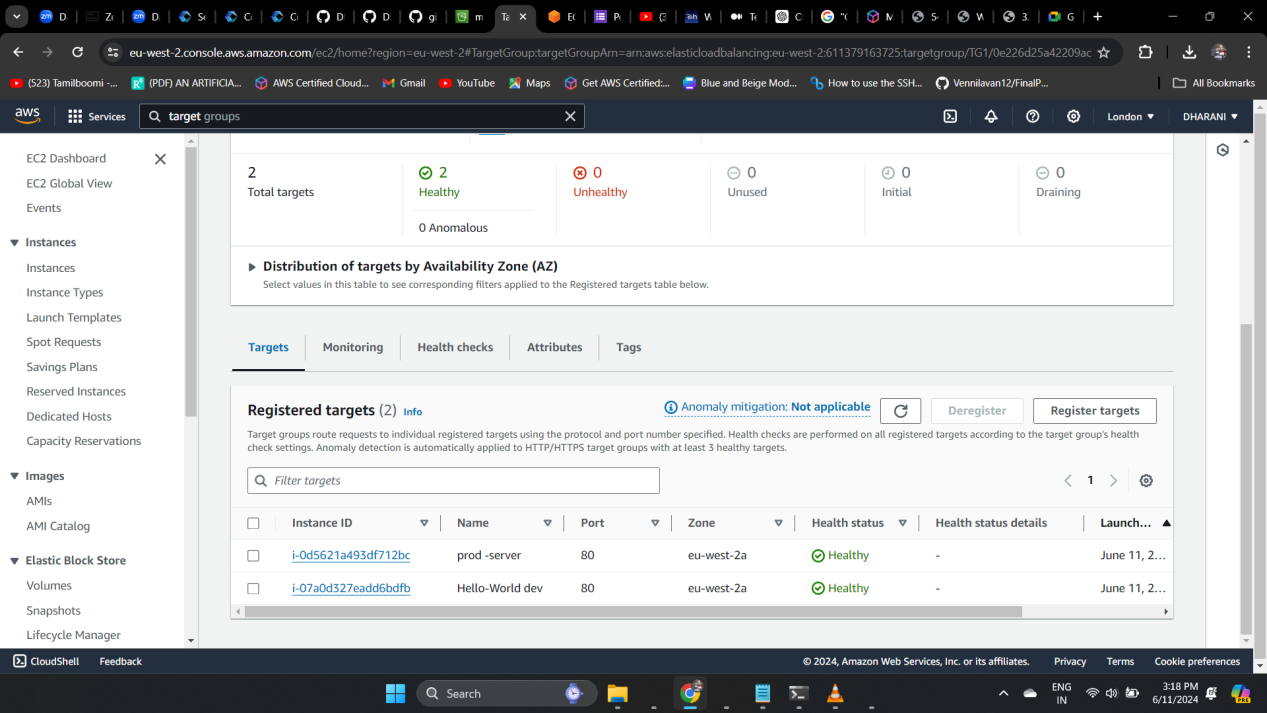 D
Ze
D
Se
Co
Co
D
D
gi
m
Ta
EC
Po
(3
W
Te
C
"C
M
S
W
3.
G
eu-west-2.console.aws.amazon.com/ec2/home?region=eu-west-2#TargetGroup:targetGroupArn=arn:aws:elasticloadbalancing:eu-west-2:611379163725:targetgroup/TG1/0e226d25a42209ac
(523) Tamilboomi -...
(PDF) AN ARTIFICIA...
AWS Certified Cloud...
Gmail
YouTube
Maps
Get AWS Certified:...
Blue and Beige Mod...
How to use the SSH...
Vennilavan12/FinalP...
All Bookmarks
aws
Services
target groups
London
DHARANI
EC2 Dashboard
EC2 Global View
Events
Instances
Instances
Instance Types
Launch Templates
Spot Requests
Savings Plans
Reserved Instances
Dedicated Hosts
Capacity Reservations
Images
AMIs
AMI Catalog
Elastic Block Store
Volumes
Snapshots
Lifecycle Manager
2
Total targets
2
Healthy
0 Anomalous
0
Unhealthy
0
Unused
0
Initial
0
Draining
Distribution of targets by Availability Zone (AZ)
Select values in this table to see corresponding filters applied to the Registered targets table below.
Targets
Monitoring
Health checks
Attributes
Tags
Registered targets (2) Info
Anomaly mitigation: Not applicable
Deregister
Register targets
Target groups route requests to individual registered targets using the protocol and port number specified. Health checks are performed on all registered targets according to the target group's health
check settings. Anomaly detection is automatically applied to HTTP/HTTPS target groups with at least 3 healthy targets.
Filter targets
1
Instance ID
Name
Port
Zone
Health status
Health status details
Launch...
i-0d5621a493df712bc
prod -server
80
eu-west-2a
Healthy
-
June 11, 2...
i-07a0d327eadd6bdfb
Hello-World dev
80
eu-west-2a
Healthy
-
June 11, 2...
CloudShell
Feedback
© 2024, Amazon Web Services, Inc. or its affiliates.
Privacy
Terms
Cookie preferences
Search
ENG
IN
3:18 PM
6/11/2024